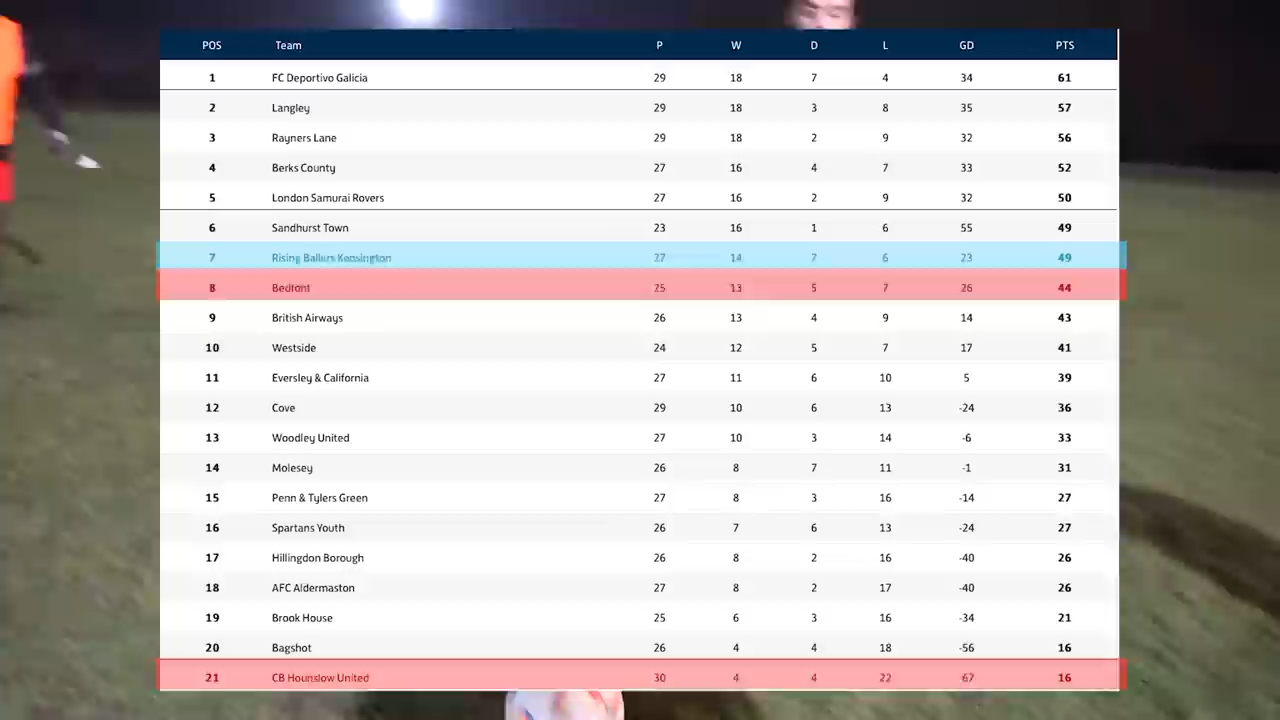 POS Team P W D L GD PTS
1 FC Deportivo Galicia 29 18 7 4 34 61
2 Langley 29 18 3 8 35 57
3 Rayners Lane 29 18 2 9 32 56
4 Berks County 27 16 4 7 33 52
5 London Samurai Rovers 27 16 2 9 32 50
6 Sandhurst Town 23 16 1 6 55 49
7 Rising Ballers Kensington 27 14 7 6 23 49
8 Bedfont 25 13 5 7 26 44
9 British Airways 26 13 4 9 14 43
10 Westside 24 12 5 7 17 41
11 Eversley & California 27 11 6 10 5 39
12 Cove 29 10 6 13 -24 36
13 Woodley United 27 10 3 14 -6 33
14 Molesey 26 8 7 11 -1 31
15 Penn & Tylers Green 27 8 3 16 -14 27
16 Spartans Youth 26 7 6 13 -24 27
17 Hillingdon Borough 26 8 2 16 -40 26
18 AFC Aldermaston 27 8 2 17 -40 26
19 Brook House 25 6 3 16 -34 21
20 Bagshot 26 4 4 18 -56 16
21 CB Hounslow United 30 4 4 22 -67 16